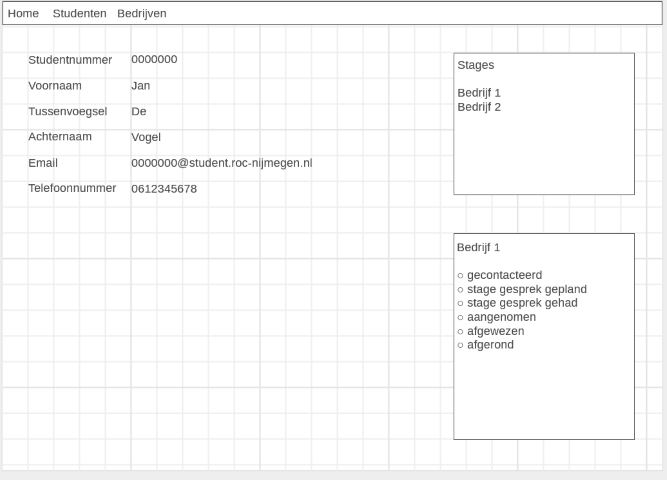 Home Studenten Bedrijven
Studentnummer 0000000
Voornaam Jan
Tussenvoegsel De
Achternaam Vogel
Email 0000000@student.roc-nijmegen.nl
Telefoonnummer 0612345678
Stages
Bedrijf 1
Bedrijf 2
Bedrijf 1
○ gecontacteerd
○ stage gesprek gepland
○ stage gesprek gehad
○ aangenomen
○ afgewezen
○ afgerond